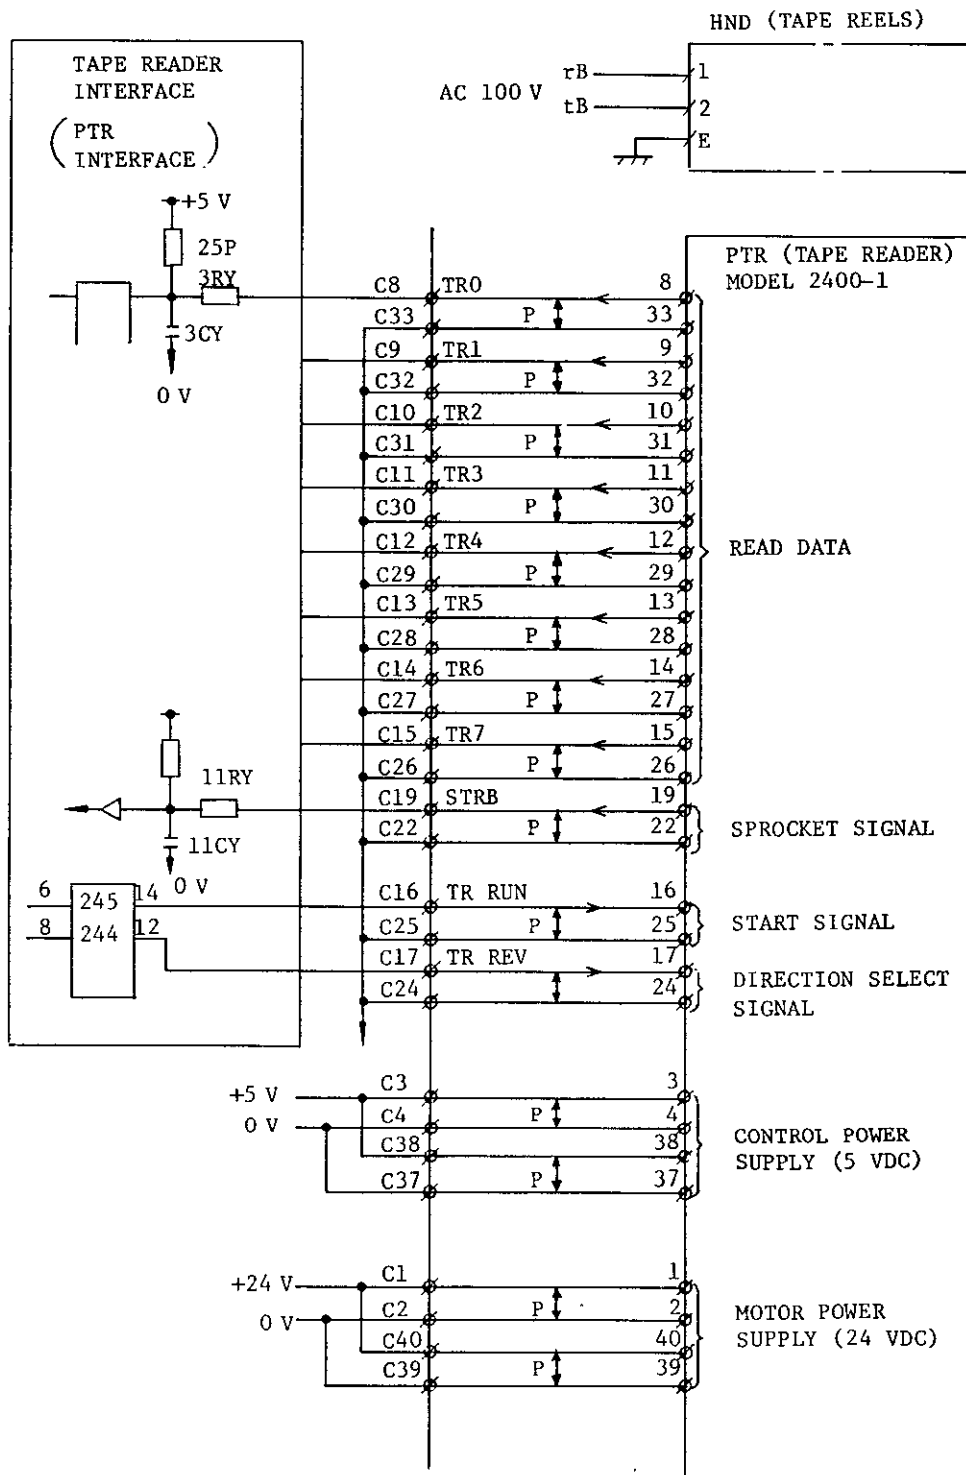 HND (TAPE REELS)
TAPE READER
INTERFACE
(PTR
INTERFACE)
AC 100 V
rB 1
tB 2
E
+5 V
25P
3RY
3CY
0 V
PTR (TAPE READER)
MODEL 2400-1
C8 TR0 8
C33 P 33
C9 TR1 9
C32 P 32
C10 TR2 10
C31 P 31
C11 TR3 11
C30 P 30
C12 TR4 12
C29 P 29
C13 TR5 13
C28 P 28
C14 TR6 14
C27 P 27
C15 TR7 15
C26 P 26
READ DATA
11RY
11CY
0 V
C19 STRB 19
C22 P 22
SPROCKET SIGNAL
6 245 14
8 244 12
C16 TR RUN 16
C25 P 25
START SIGNAL
C17 TR REV 17
C24 24
DIRECTION SELECT
SIGNAL
+5 V C3 3
0 V C4 P 4
C38 38
C37 P 37
CONTROL POWER
SUPPLY (5 VDC)
+24 V C1 1
0 V C2 P 2
C40 40
C39 P 39
MOTOR POWER
SUPPLY (24 VDC)